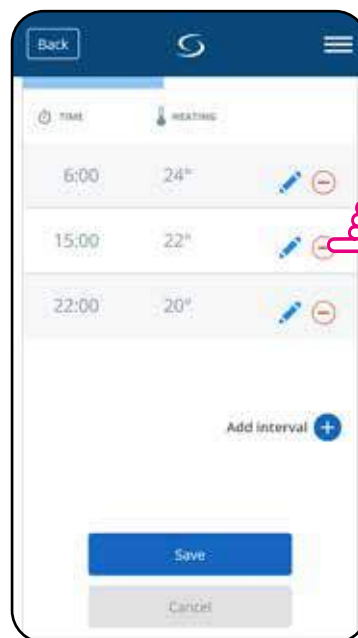 Back
TIME HEATING
6:00 24°
15:00 22°
22:00 20°
Add interval
Save
Cancel